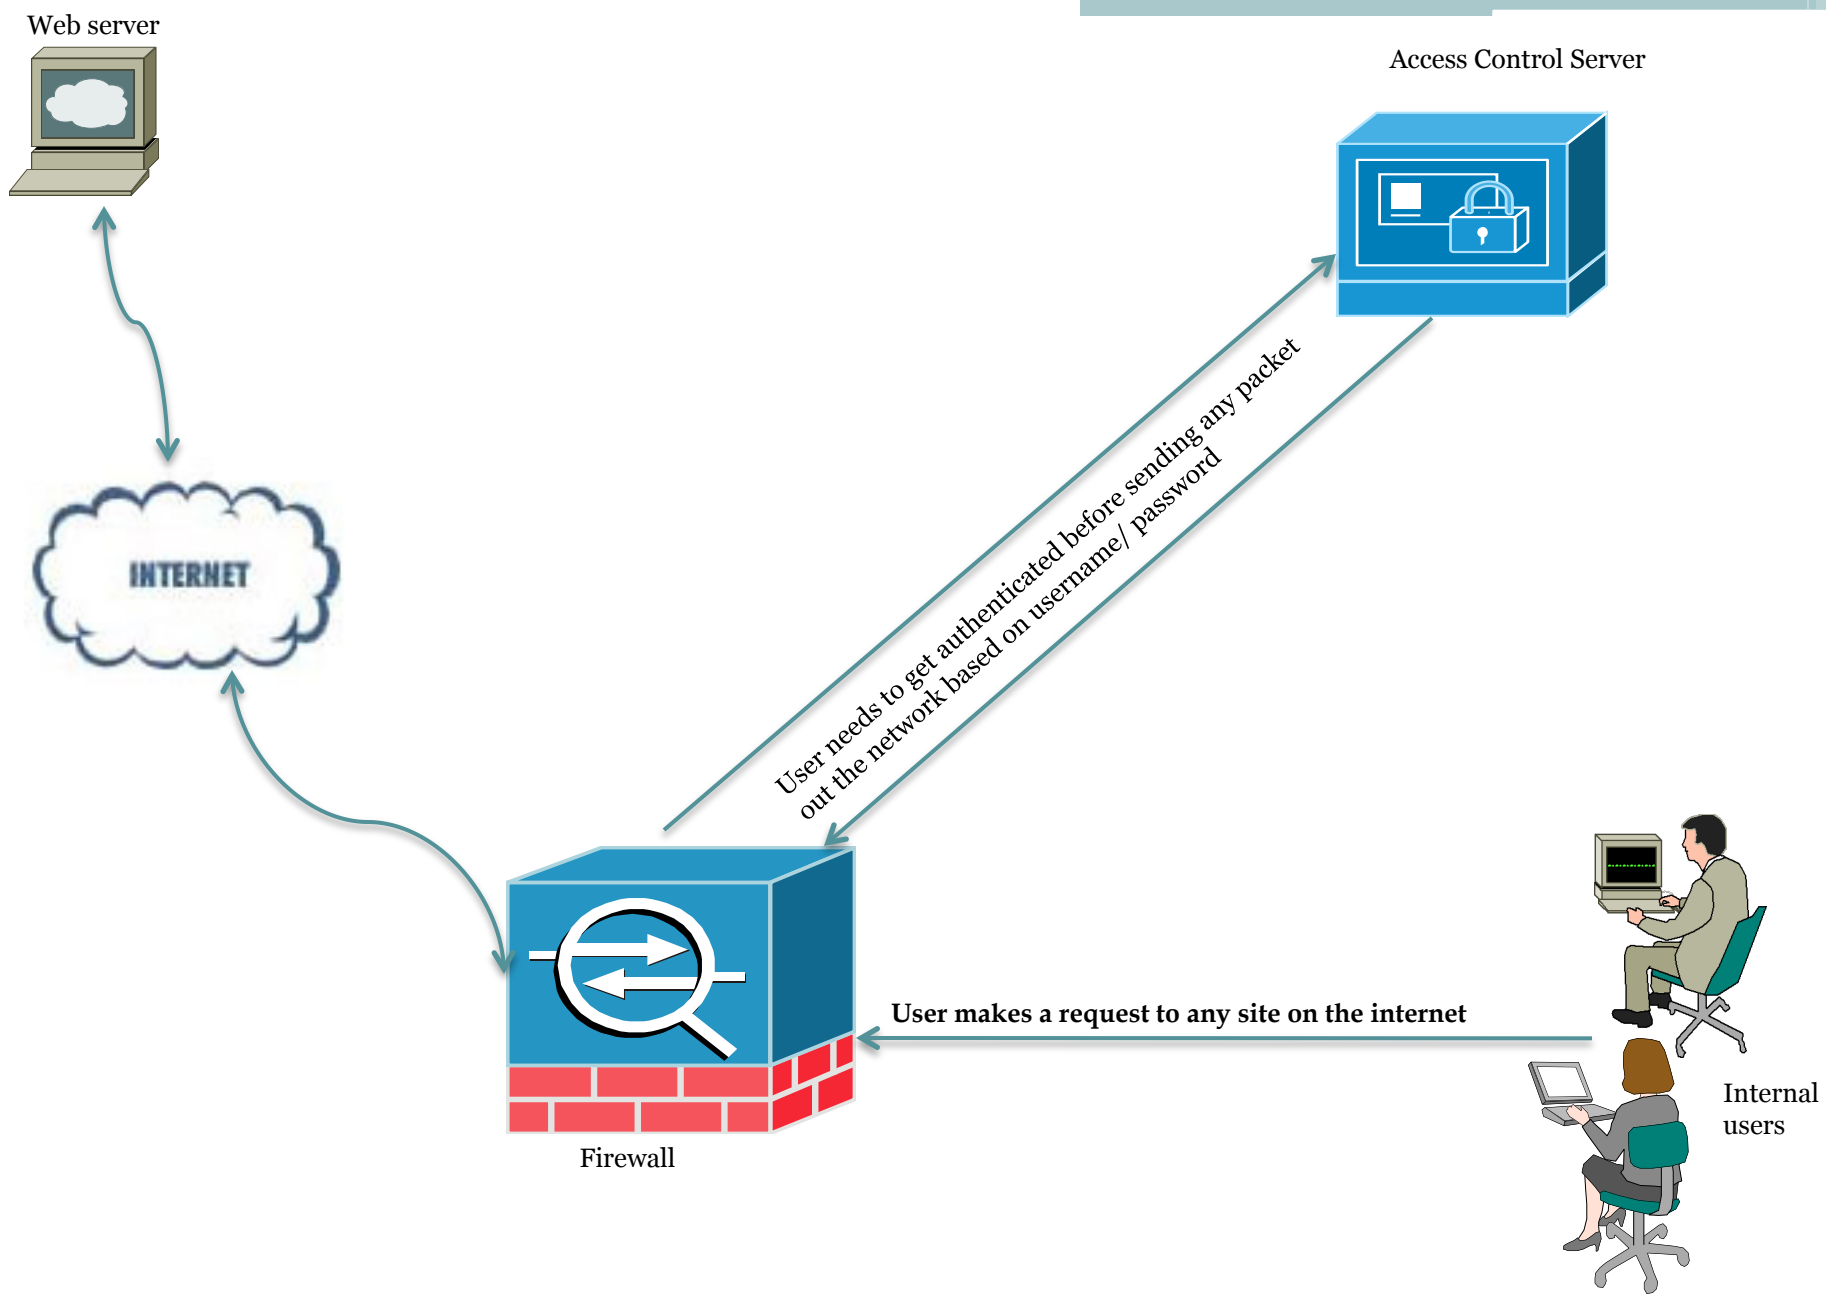 Web server
Access Control Server
INTERNET
User needs to get authenticated before sending any packet
out the network based on username/ password
User makes a request to any site on the internet
Internal
users
Firewall